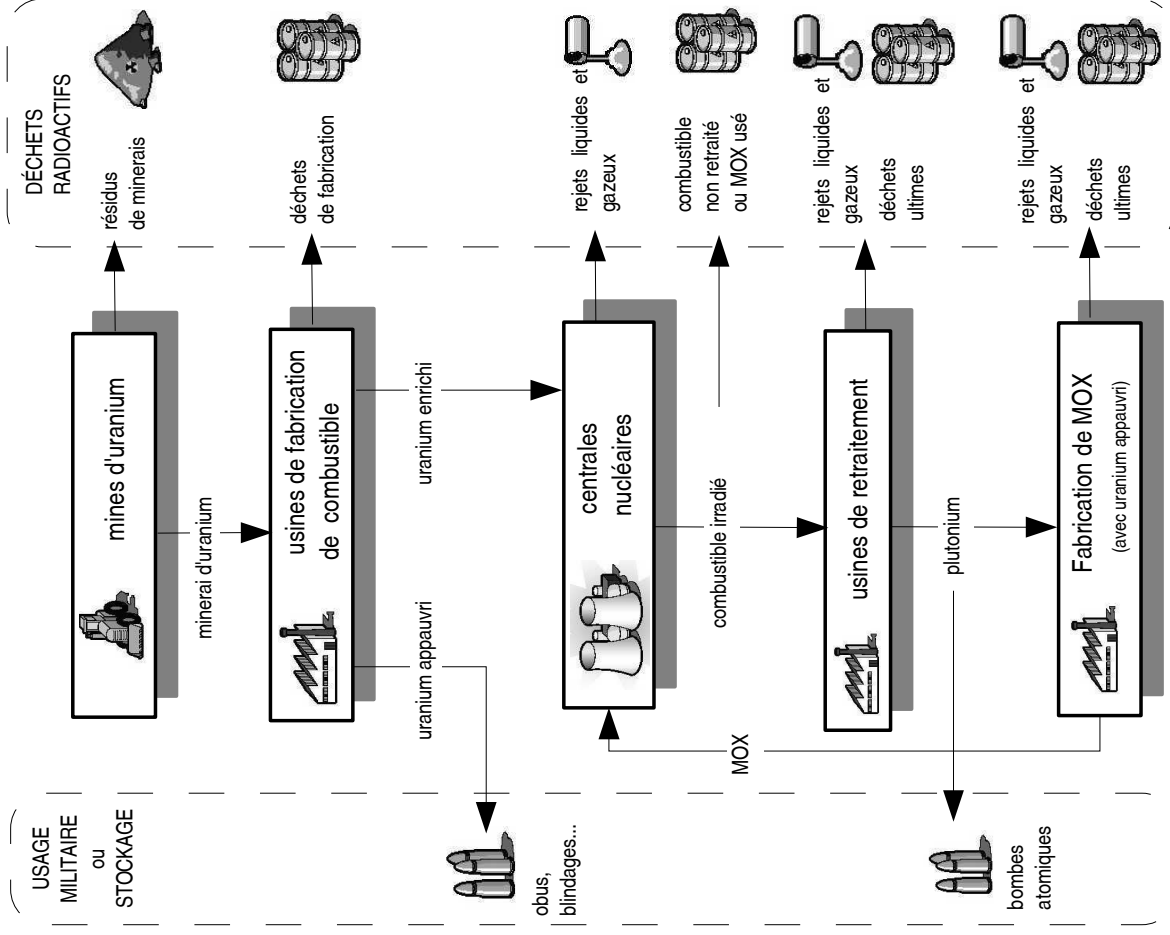 USAGE
MILITAIRE
ou
STOCKAGE
DÉCHETS
RADIOACTIFS
mines d'uranium
résidus
de minerais
minerai d'uranium
usines de fabrication
de combustible
déchets
de fabrication
uranium appauvri
uranium enrichi
obus,
blindages...
centrales
nucléaires
rejets liquides et
gazeux
combustible irradié
combustible
non retraité
ou MOX usé
MOX
usines de retraitement
rejets liquides et
gazeux
déchets
ultimes
plutonium
bombes
atomiques
Fabrication de MOX
(avec uranium appauvri)
rejets liquides et
gazeux
déchets
ultimes